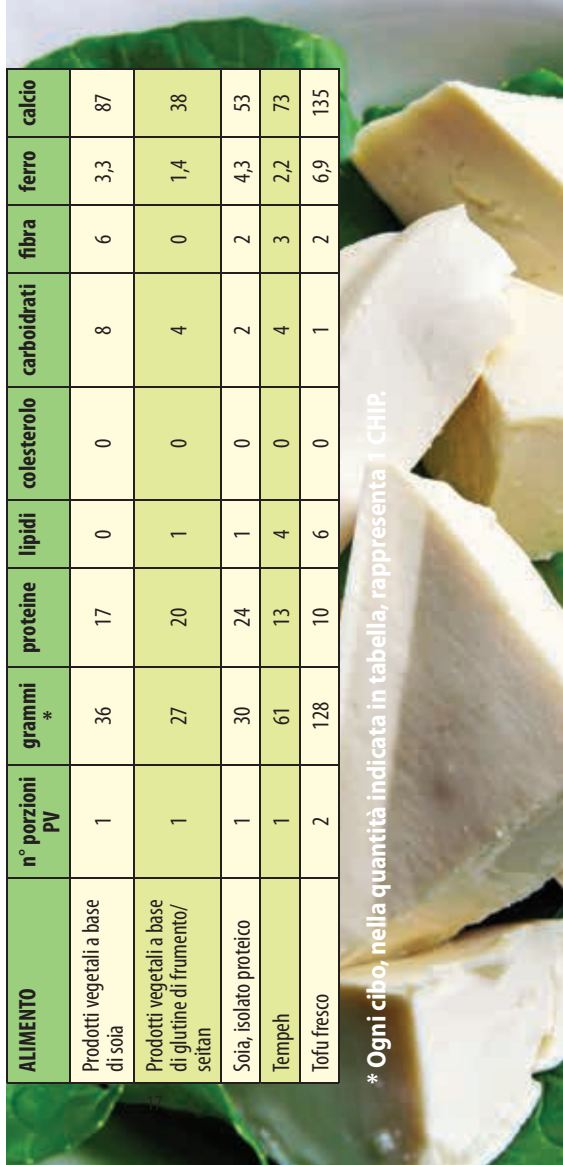 ALIMENTO n° porzioni PV grammi * proteine lipidi colesterolo carboidrati fibra ferro calcio
Prodotti vegetali a base di soia 1 36 17 0 0 8 6 3,3 87
Prodotti vegetali a base di glutine di frumento/ seitan 1 27 20 1 0 4 0 1,4 38
Soia, isolato proteico 1 30 24 1 0 2 2 4,3 53
Tempeh 1 61 13 4 0 4 3 2,2 73
Tofu fresco 2 128 10 6 0 1 2 6,9 135
* Ogni cibo, nella quantità indicata in tabella, rappresenta 1 CHIP.
17